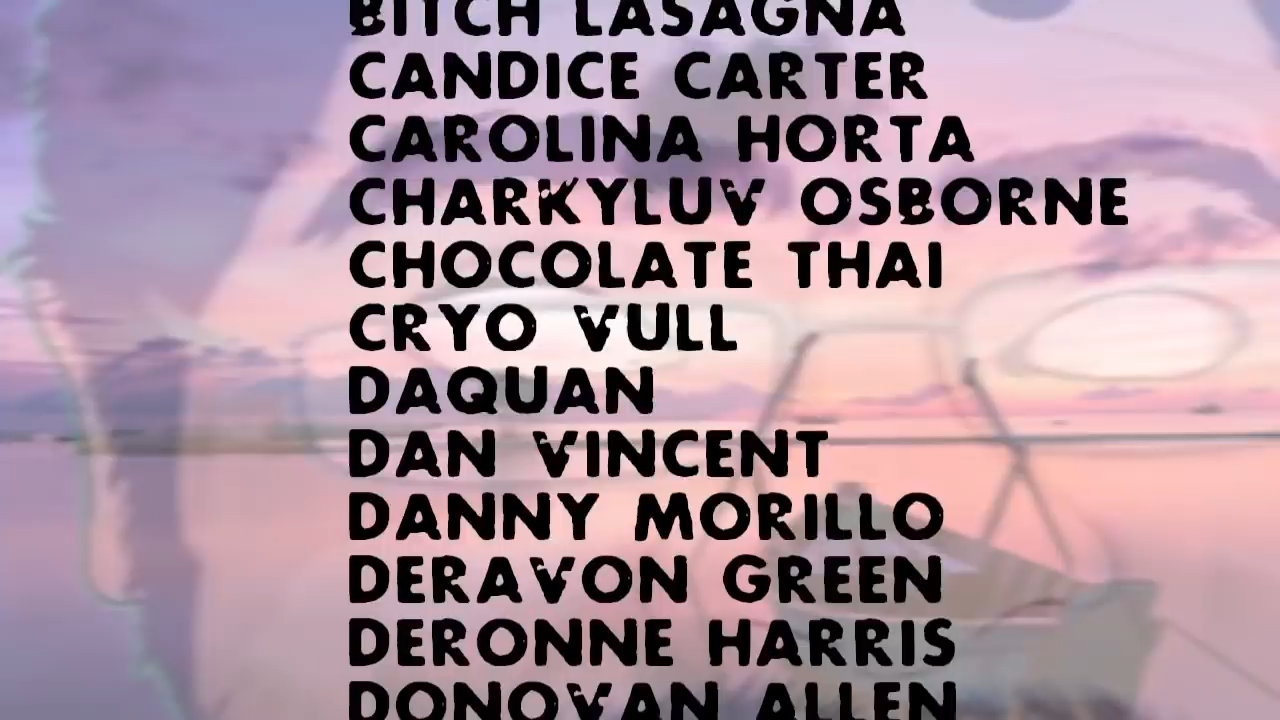 BITCH LASAGNA
CANDICE CARTER
CAROLINA HORTA
CHARKYLUV OSBORNE
CHOCOLATE THAI
CRYO VULL
DAQUAN
DAN VINCENT
DANNY MORILLO
DERAVON GREEN
DERONNE HARRIS
DONOVAN ALLEN